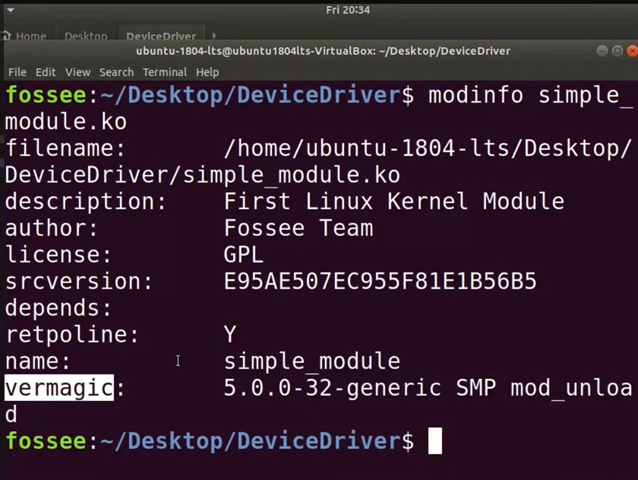 Fri 20:34
Home Desktop DeviceDriver
ubuntu-1804-lts@ubuntu1804lts-VirtualBox: ~/Desktop/DeviceDriver
File Edit View Search Terminal Help
fossee:~/Desktop/DeviceDriver$ modinfo simple_
module.ko
filename: /home/ubuntu-1804-lts/Desktop/
DeviceDriver/simple_module.ko
description: First Linux Kernel Module
author: Fossee Team
license: GPL
srcversion: E95AE507EC955F81E1B56B5
depends:
retpoline: Y
name: simple_module
vermagic: 5.0.0-32-generic SMP mod_unloa
d
fossee:~/Desktop/DeviceDriver$